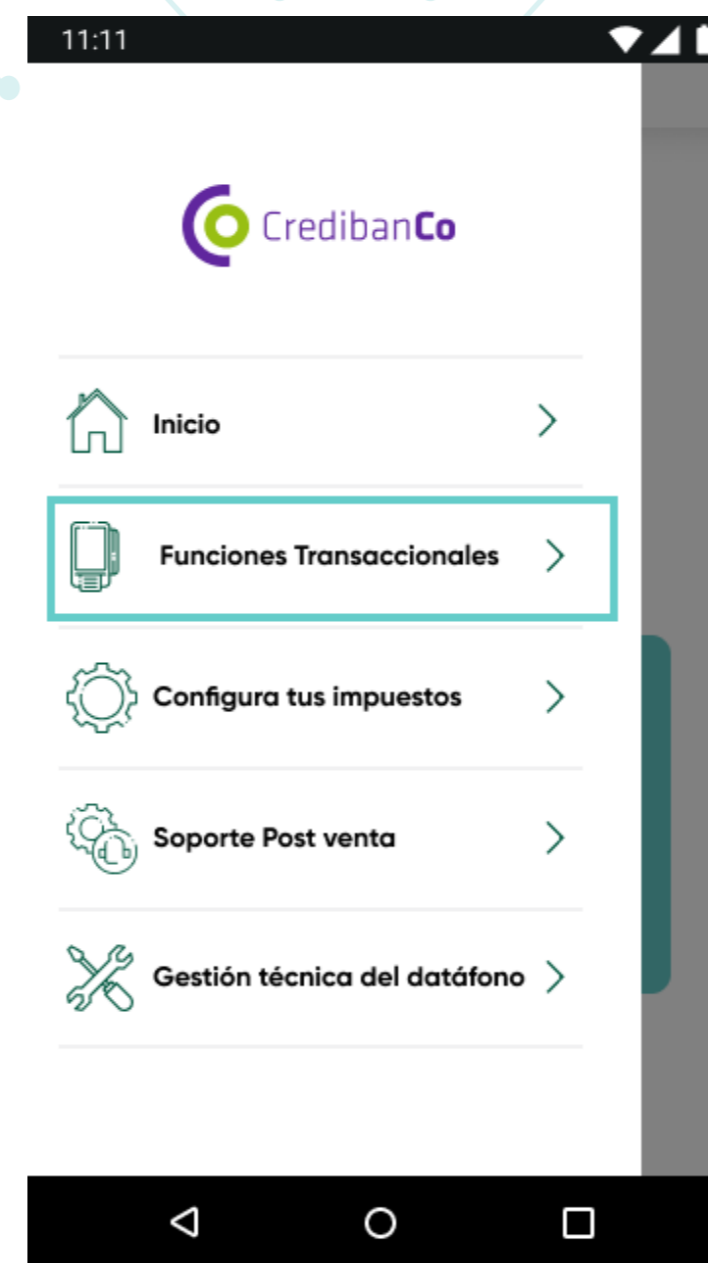 11:11
CredibanCo
Inicio
Funciones Transaccionales
Configura tus impuestos
Soporte Post venta
Gestión técnica del datáfono